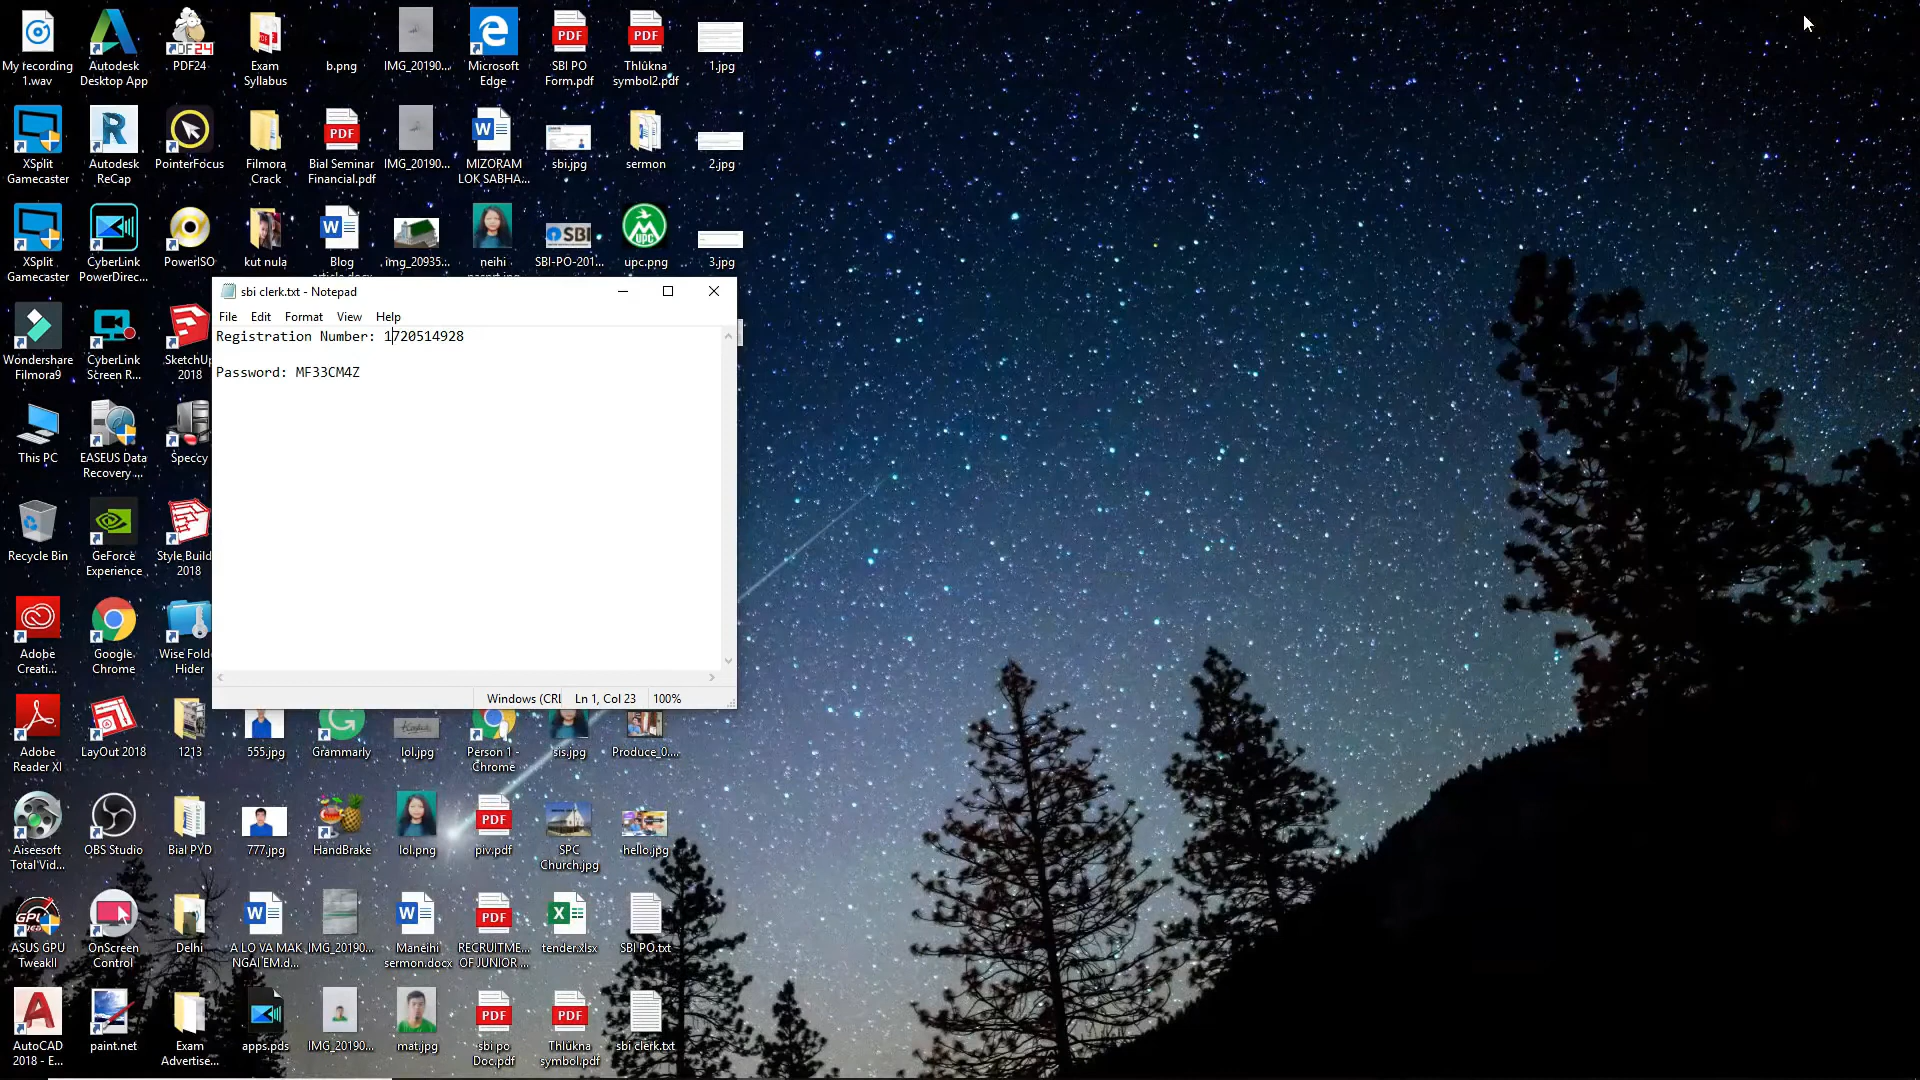 My recording 1.wav
Autodesk Desktop App
PDF24
Exam Syllabus
b.png
IMG_20190...
Microsoft Edge
SBI PO Form.pdf
Thlûkna symbol2.pdf
1.jpg
XSplit Gamecaster
Autodesk ReCap
PointerFocus
Filmora Crack
Bial Seminar Financial.pdf
IMG_20190...
MIZORAM LOK SABHA...
sbi.jpg
sermon
2.jpg
XSplit Gamecaster
CyberLink PowerDirec...
PowerISO
kut nula
Blog
img_20935...
neihi
SBI-PO-201...
upc.png
3.jpg
sbi clerk.txt - Notepad
File Edit Format View Help
Registration Number: 1720514928
Password: MF33CM4Z
Windows (CRL
Ln 1, Col 23
100%
Wondershare Filmora9
CyberLink Screen R...
SketchUp 2018
This PC
EASEUS Data Recovery ...
Speccy
Recycle Bin
GeForce Experience
Style Build 2018
Adobe Creati...
Google Chrome
Wise Fold Hider
Adobe Reader XI
LayOut 2018
1213
555.jpg
Grammarly
lol.jpg
Person 1 - Chrome
sis.jpg
Produce_0....
Aiseesoft Total Vid...
OBS Studio
Bial PYD
777.jpg
HandBrake
lol.png
piv.pdf
SPC Church.jpg
hello.jpg
ASUS GPU TweakII
OnScreen Control
Delhi
A LO VA MAK NGAI EM.d...
IMG_20190...
Maneihi sermon.docx
RECRUITME... OF JUNIOR ...
tender.xlsx
SBI PO.txt
AutoCAD 2018 - E...
paint.net
Exam Advertise...
apps.pds
IMG_20190...
mat.jpg
sbi po Doc.pdf
Thlûkna symbol.pdf
sbi clerk.txt